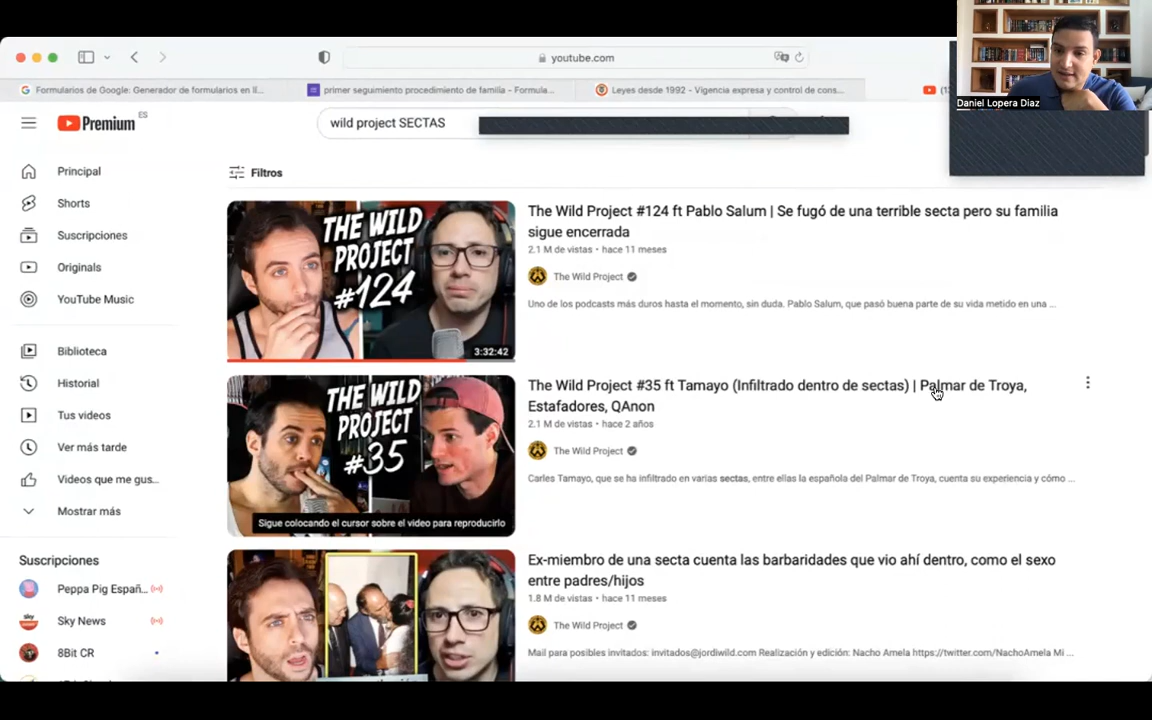 youtube.com
Formularios de Google: Generador de formularios en lí...
primer seguimiento procedimiento de familia - Formula...
Leyes desde 1992 - Vigencia expresa y control de cons...
Daniel Lopera Diaz
Premium ES
wild project SECTAS
Principal
Shorts
Suscripciones
Originals
YouTube Music
Biblioteca
Historial
Tus videos
Ver más tarde
Videos que me gus...
Mostrar más
Suscripciones
Peppa Pig Españ...
Sky News
8Bit CR
Filtros
THE WILD
PROJECT
#124
3:32:42
The Wild Project #124 ft Pablo Salum | Se fugó de una terrible secta pero su familia
sigue encerrada
2.1 M de vistas • hace 11 meses
The Wild Project
Uno de los podcasts más duros hasta el momento, sin duda. Pablo Salum, que pasó buena parte de su vida metido en una ...
THE WILD
PROJECT
#35
Sigue colocando el cursor sobre el video para reproducirlo
The Wild Project #35 ft Tamayo (Infiltrado dentro de sectas) | Palmar de Troya,
Estafadores, QAnon
2.1 M de vistas • hace 2 años
The Wild Project
Carles Tamayo, que se ha infiltrado en varias sectas, entre ellas la española del Palmar de Troya, cuenta su experiencia y cómo ...
Ex-miembro de una secta cuenta las barbaridades que vio ahí dentro, como el sexo
entre padres/hijos
1.8 M de vistas • hace 11 meses
The Wild Project
Mail para posibles invitados: invitados@jordiwild.com Realización y edición: Nacho Amela https://twitter.com/NachoAmela Mi ...